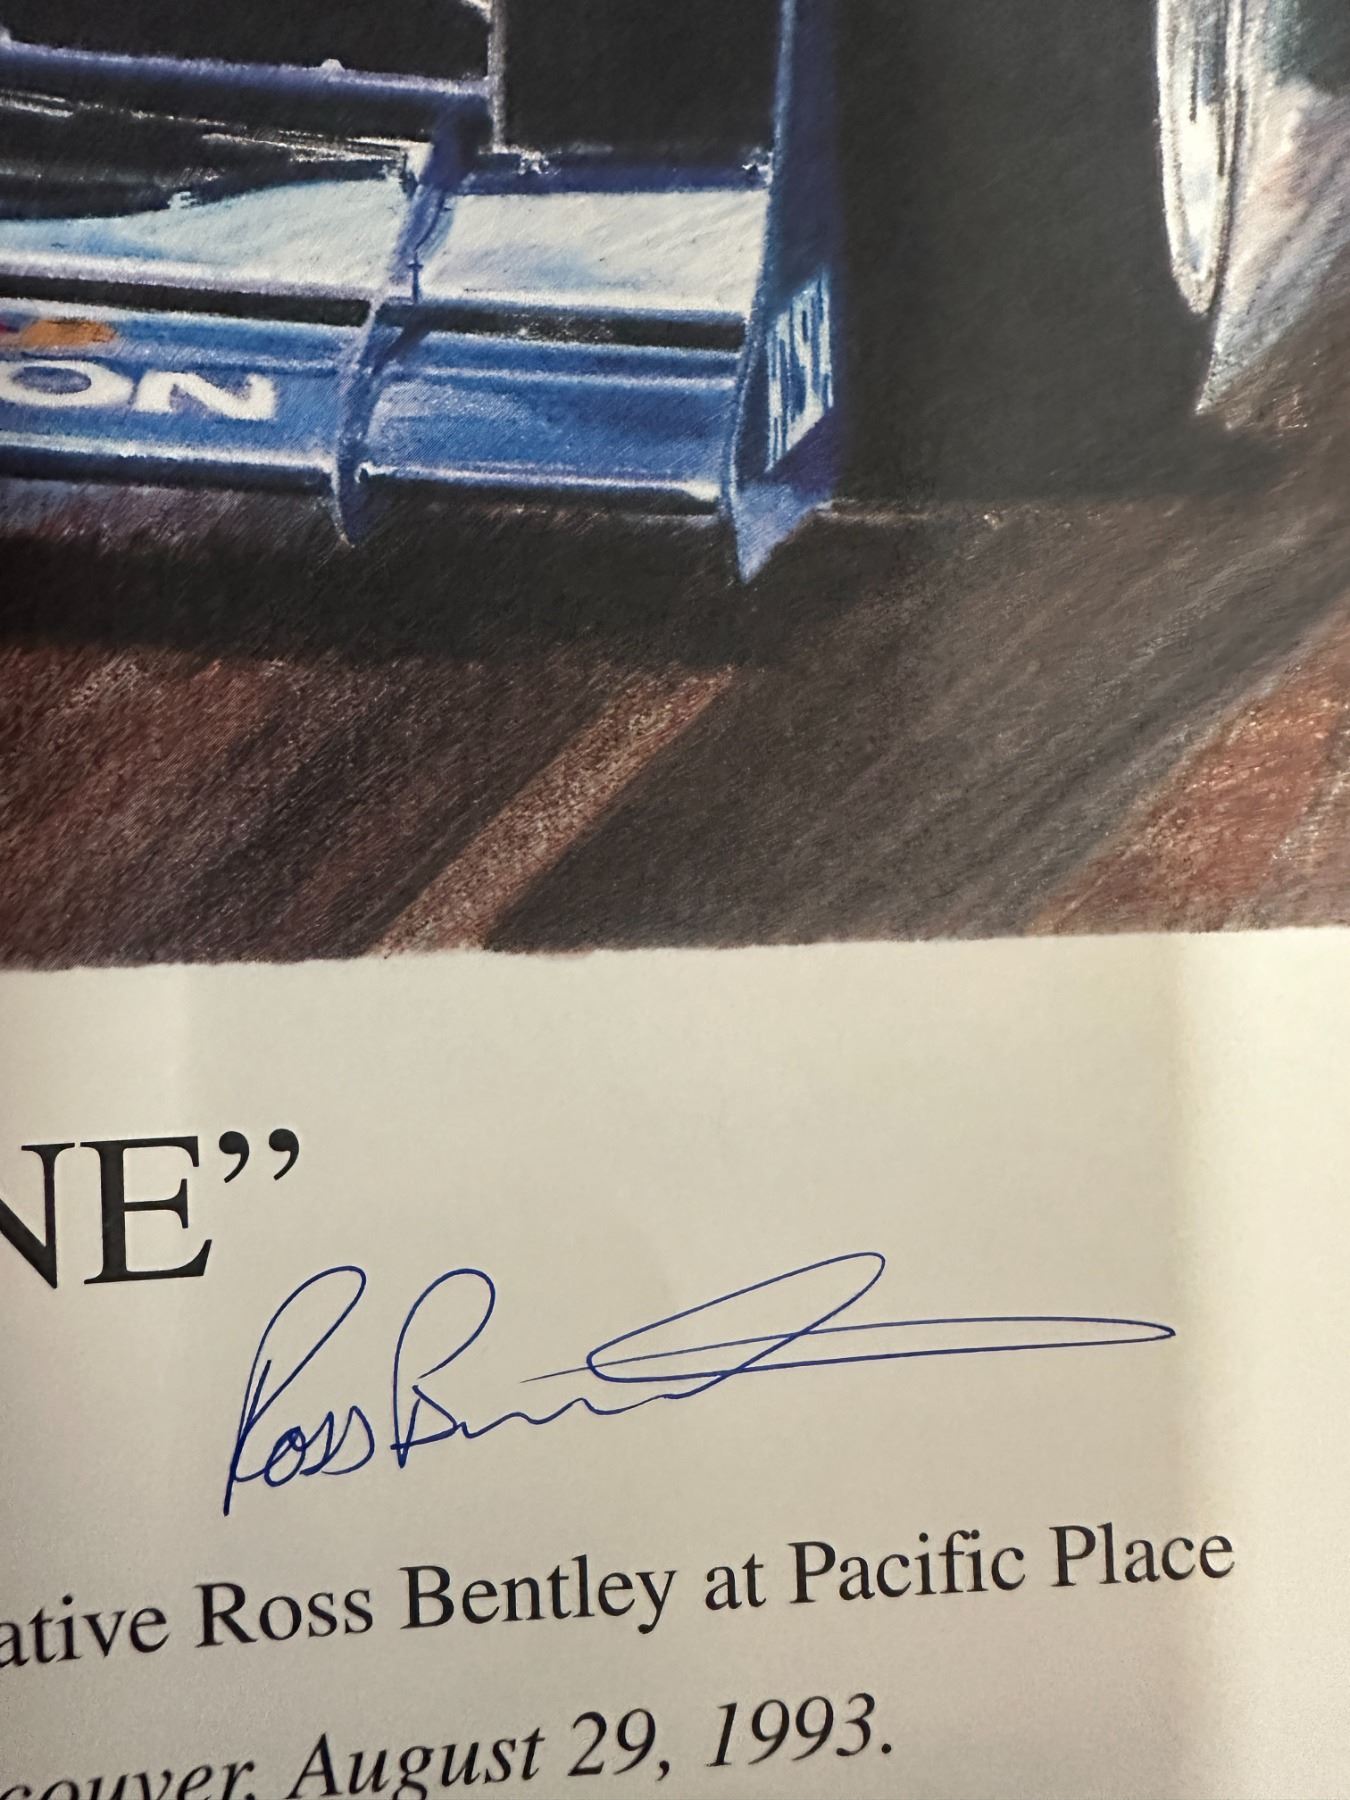 ON
NE”
Ross Bentley
ative Ross Bentley at Pacific Place
couver, August 29, 1993.